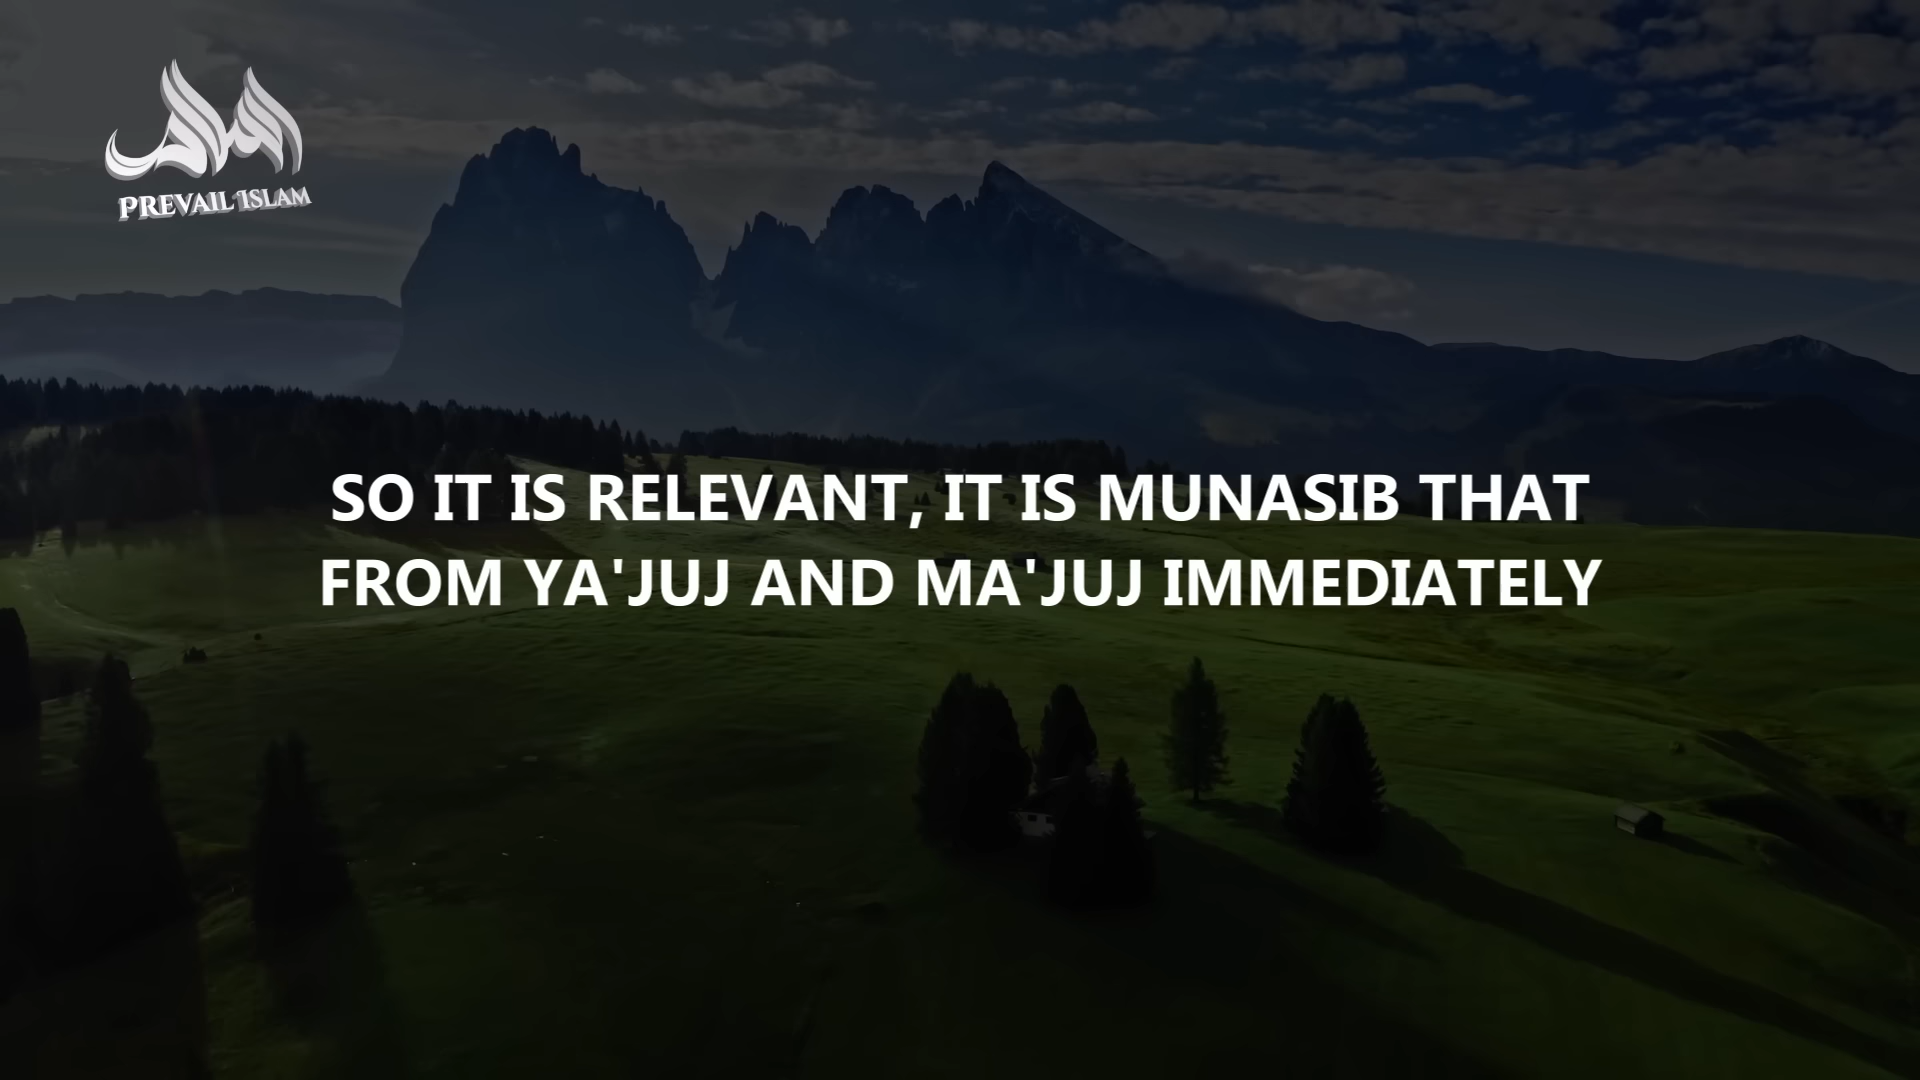 PREVAIL ISLAM
SO IT IS RELEVANT, IT IS MUNASIB THAT
FROM YA'JUJ AND MA'JUJ IMMEDIATELY